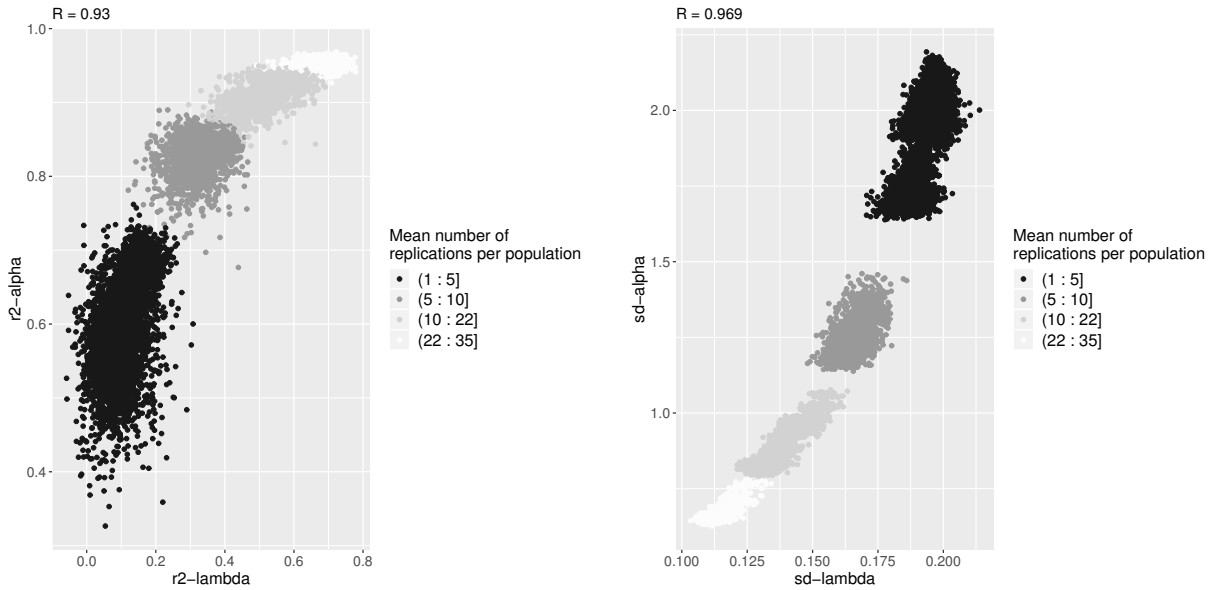 R = 0.93
1.0
0.8
0.6
0.4
r2−alpha
0.0 0.2 0.4 0.6 0.8
r2−lambda
Mean number of
replications per population
(1 : 5]
(5 : 10]
(10 : 22]
(22 : 35]
R = 0.969
2.0
1.5
1.0
sd−alpha
0.100 0.125 0.150 0.175 0.200
sd−lambda
Mean number of
replications per population
(1 : 5]
(5 : 10]
(10 : 22]
(22 : 35]